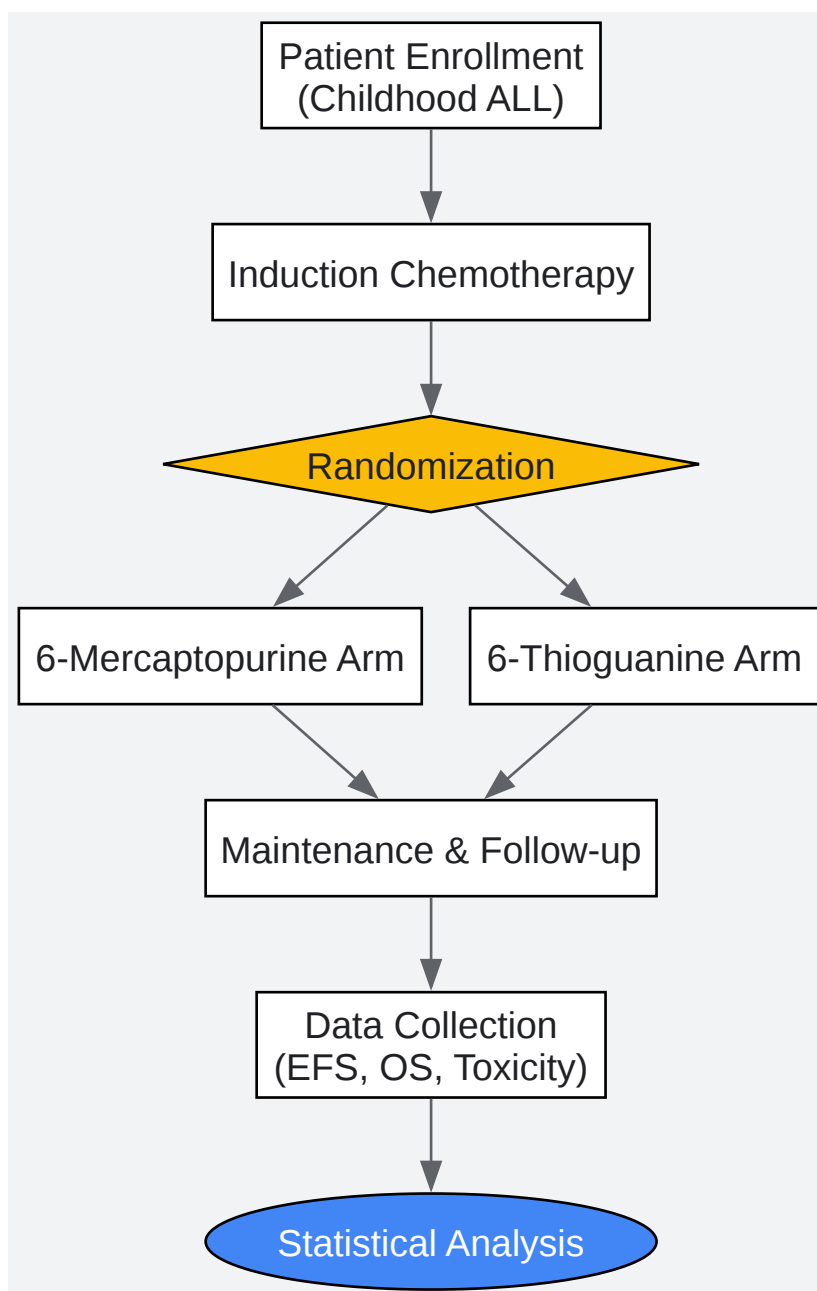 Patient Enrollment
(Childhood ALL)
Induction Chemotherapy
Randomization
6-Mercaptopurine Arm
6-Thioguanine Arm
Maintenance & Follow-up
Data Collection
(EFS, OS, Toxicity)
Statistical Analysis